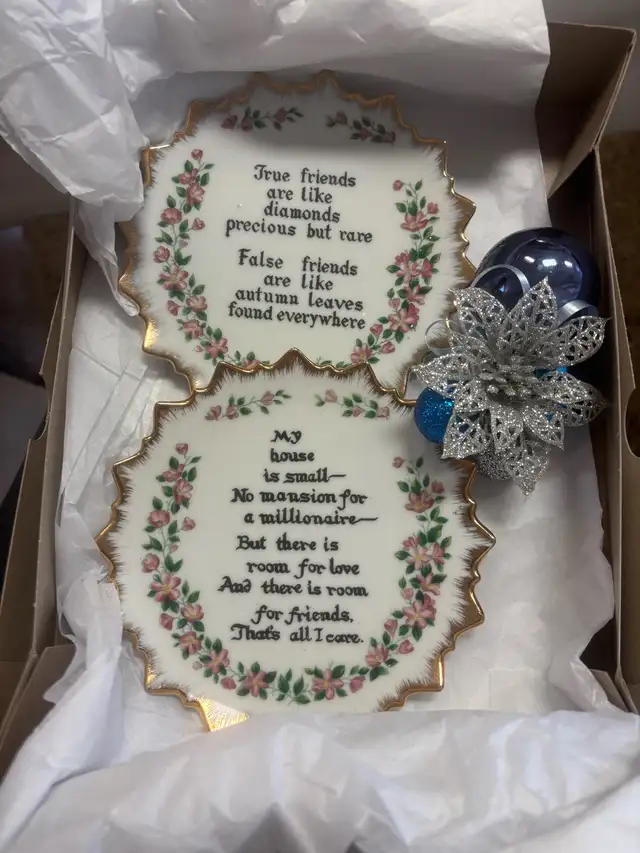 True friends
are like
diamonds
precious but rare
False friends
are like
autumn leaves
found everywhere
My
house
is small—
No mansion for
a millionaire—
But there is
room for love
And there is room
for friends,
That's all I care.